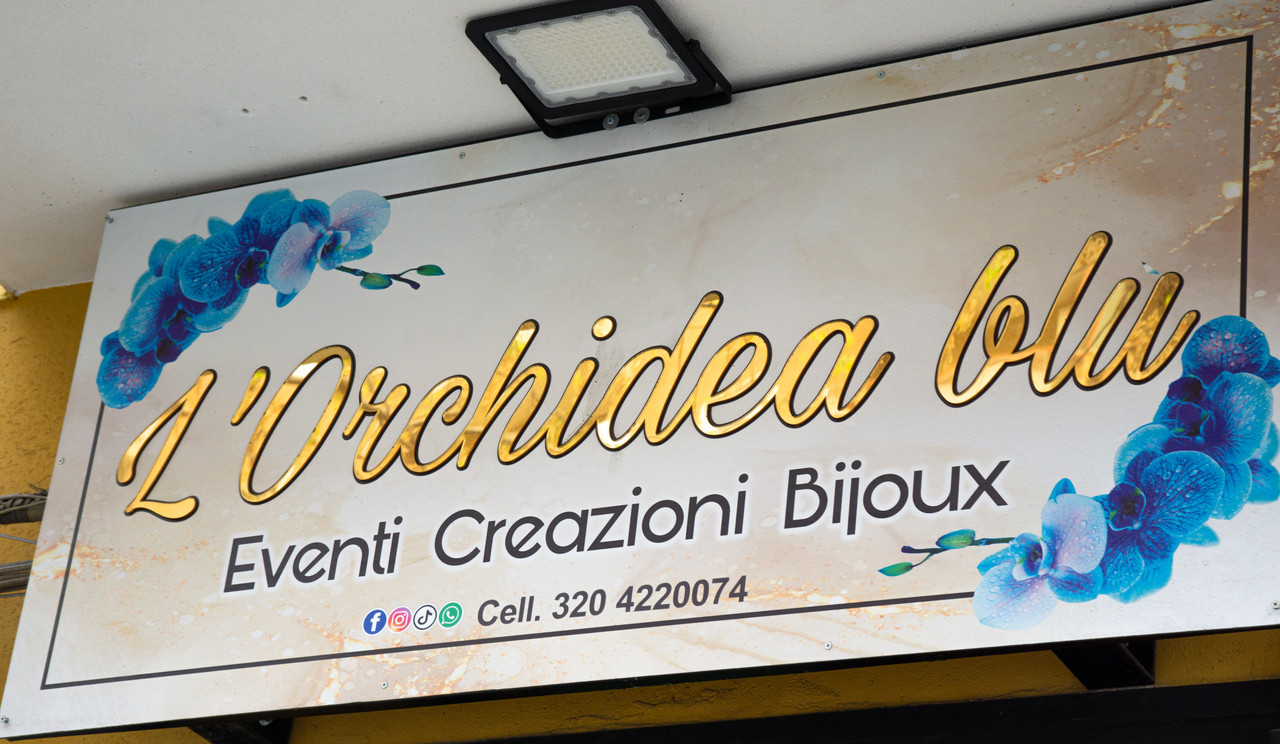 L'Orchidea blu
Eventi Creazioni Bijoux
Cell. 320 4220074